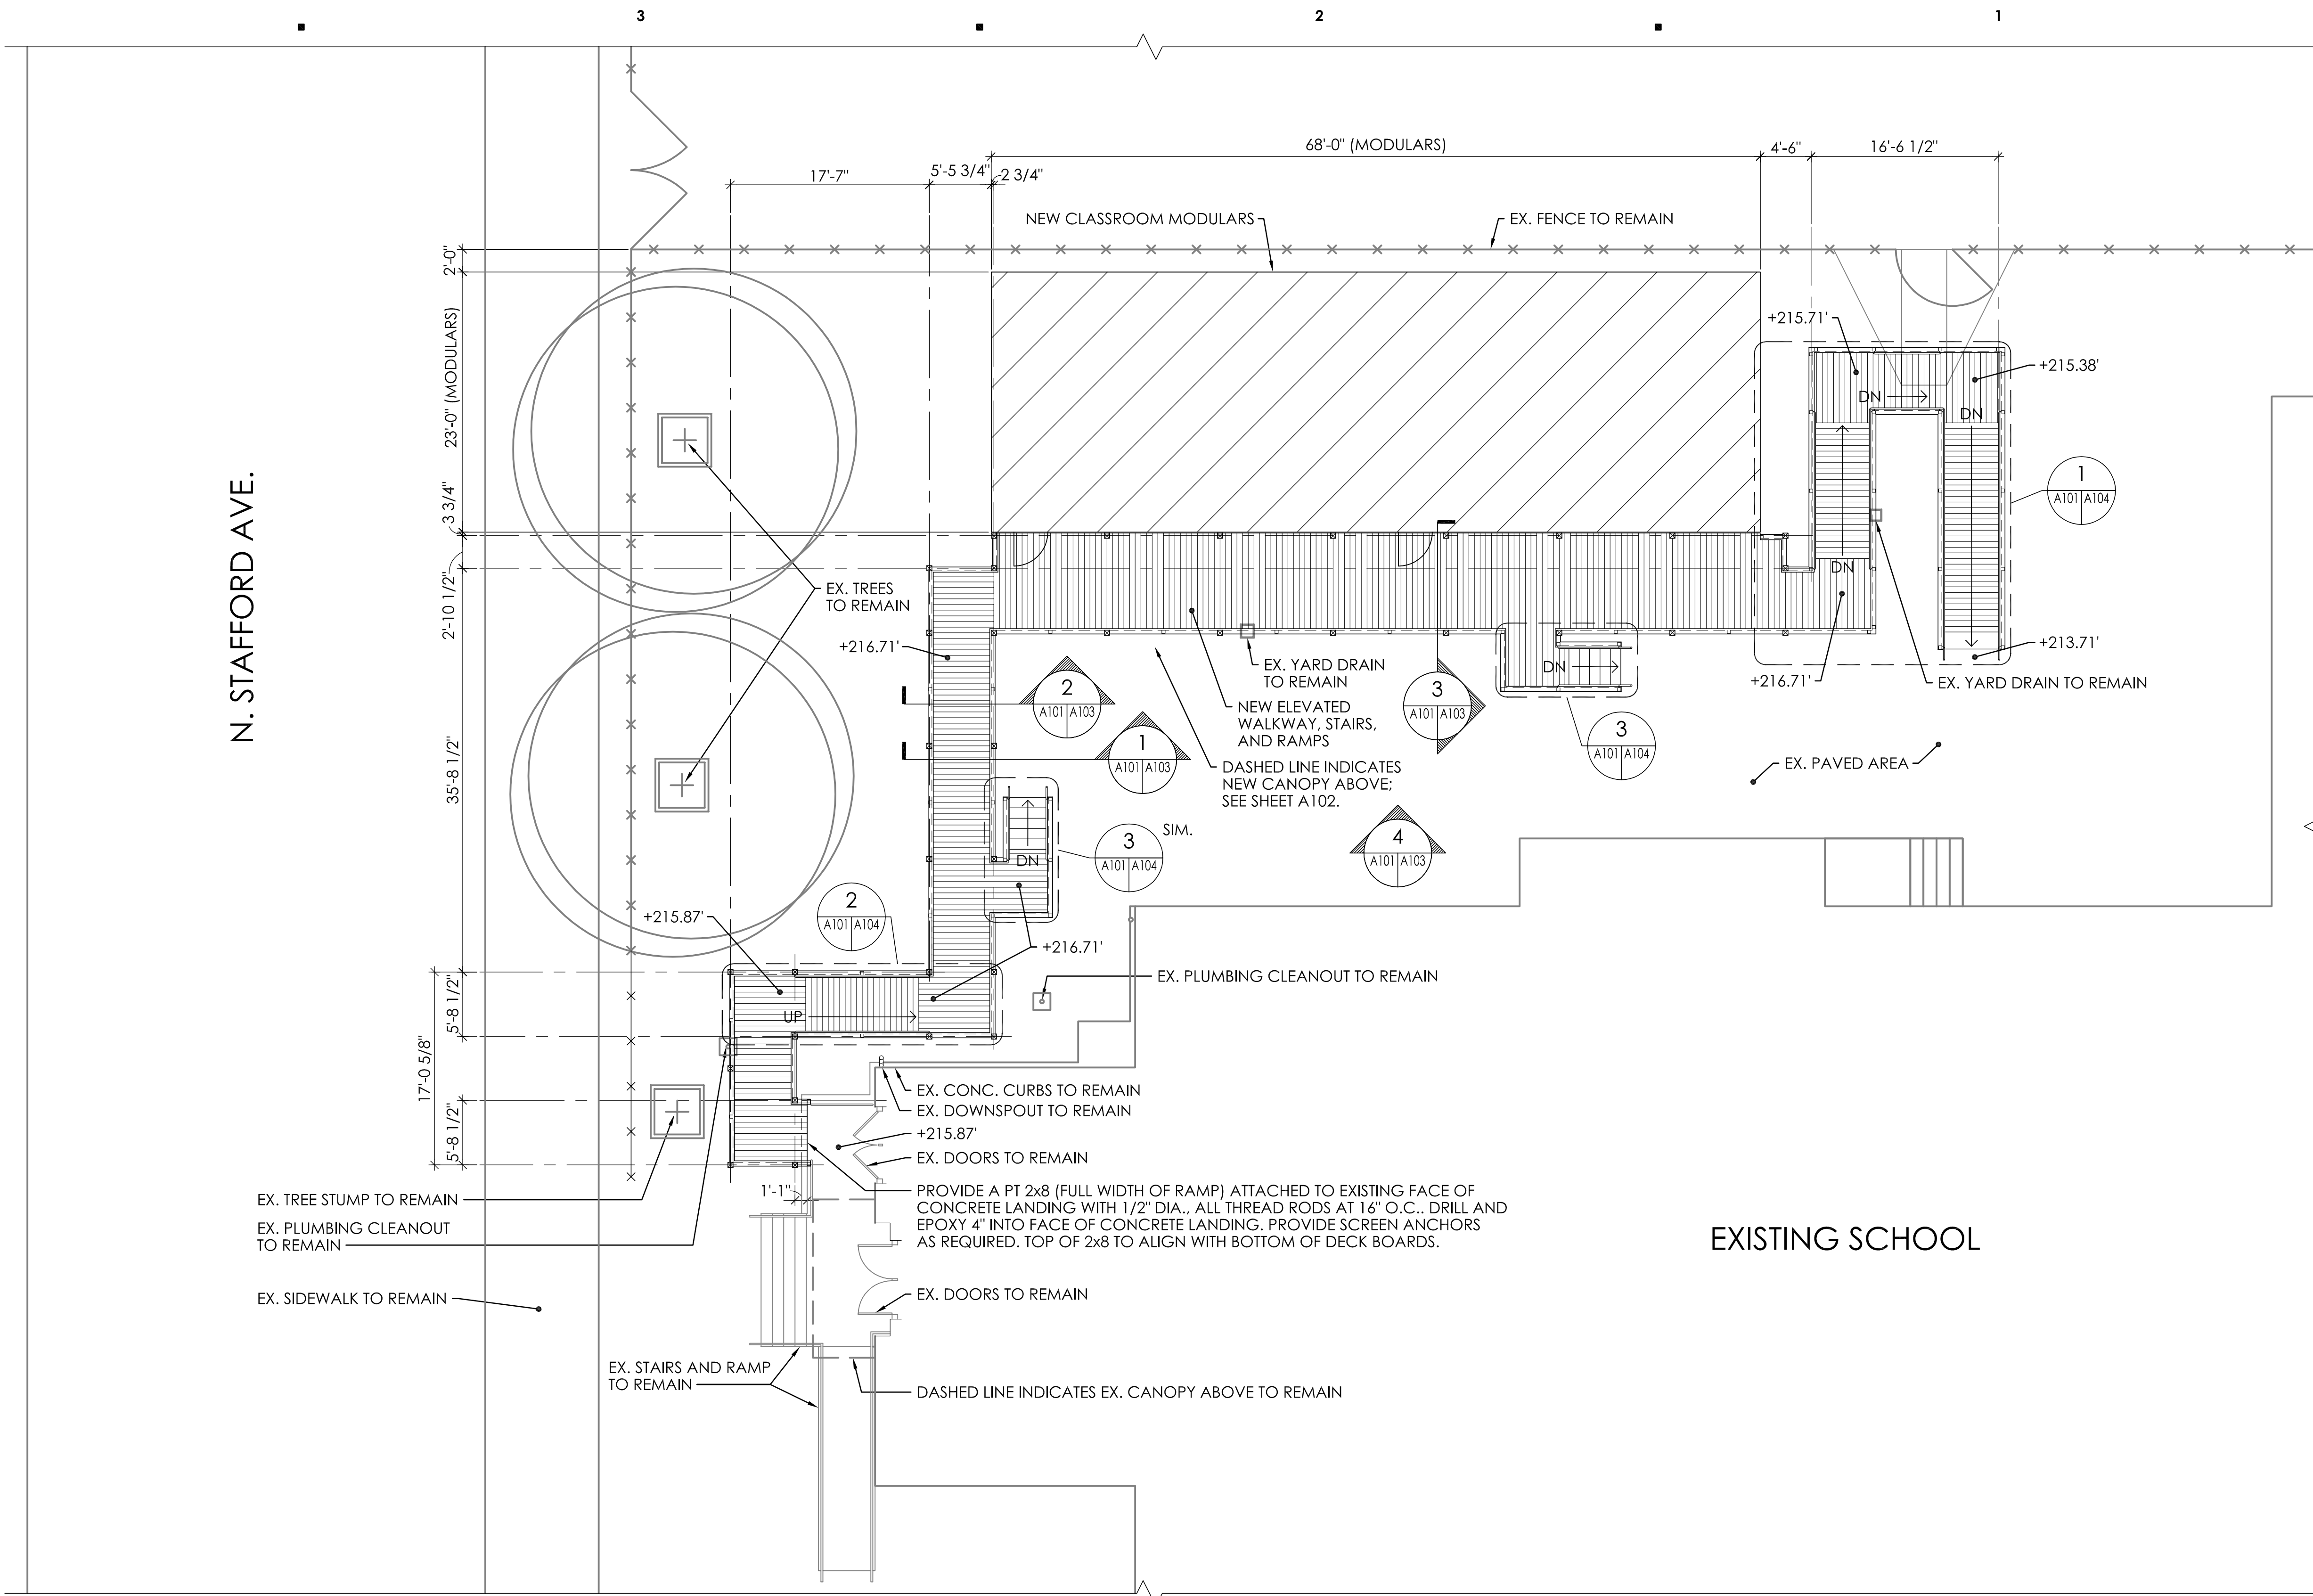 3
2
1
68'-0" (MODULARS)
4'-6"
16'-6 1/2"
17'-7"
5'-5 3/4"
2 3/4"
NEW CLASSROOM MODULARS
EX. FENCE TO REMAIN
2'-0"
23'-0" (MODULARS)
3 3/4"
2'-10 1/2"
35'-8 1/2"
5'-8 1/2"
17'-0 5/8"
5'-8 1/2"
N. STAFFORD AVE.
+215.71'
+215.38'
DN
DN
1
A101 A104
EX. TREES
TO REMAIN
DN
+216.71'
+213.71'
EX. YARD DRAIN
TO REMAIN
DN
+216.71'
EX. YARD DRAIN TO REMAIN
2
A101 A103
3
A101 A103
NEW ELEVATED
WALKWAY, STAIRS,
AND RAMPS
3
A101 A104
1
A101 A103
DASHED LINE INDICATES
NEW CANOPY ABOVE;
SEE SHEET A102.
EX. PAVED AREA
3
A101 A104
SIM.
4
A101 A103
DN
2
A101 A104
+215.87'
+216.71'
EX. PLUMBING CLEANOUT TO REMAIN
UP
EX. CONC. CURBS TO REMAIN
EX. DOWNSPOUT TO REMAIN
+215.87'
EX. DOORS TO REMAIN
1'-1"
PROVIDE A PT 2x8 (FULL WIDTH OF RAMP) ATTACHED TO EXISTING FACE OF
CONCRETE LANDING WITH 1/2" DIA., ALL THREAD RODS AT 16" O.C.. DRILL AND
EPOXY 4" INTO FACE OF CONCRETE LANDING. PROVIDE SCREEN ANCHORS
AS REQUIRED. TOP OF 2x8 TO ALIGN WITH BOTTOM OF DECK BOARDS.
EX. TREE STUMP TO REMAIN
EX. PLUMBING CLEANOUT
TO REMAIN
EXISTING SCHOOL
EX. SIDEWALK TO REMAIN
EX. DOORS TO REMAIN
EX. STAIRS AND RAMP
TO REMAIN
DASHED LINE INDICATES EX. CANOPY ABOVE TO REMAIN